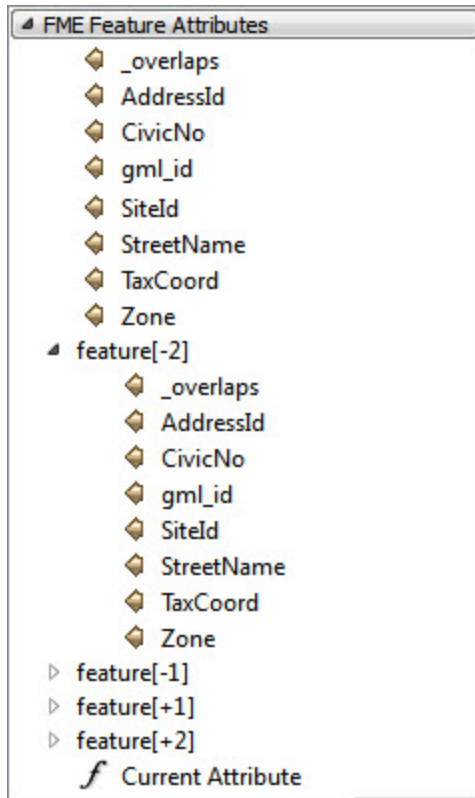 FME Feature Attributes
_overlaps
AddressId
CivicNo
gml_id
SiteId
StreetName
TaxCoord
Zone
feature[-2]
_overlaps
AddressId
CivicNo
gml_id
SiteId
StreetName
TaxCoord
Zone
feature[-1]
feature[+1]
feature[+2]
f Current Attribute